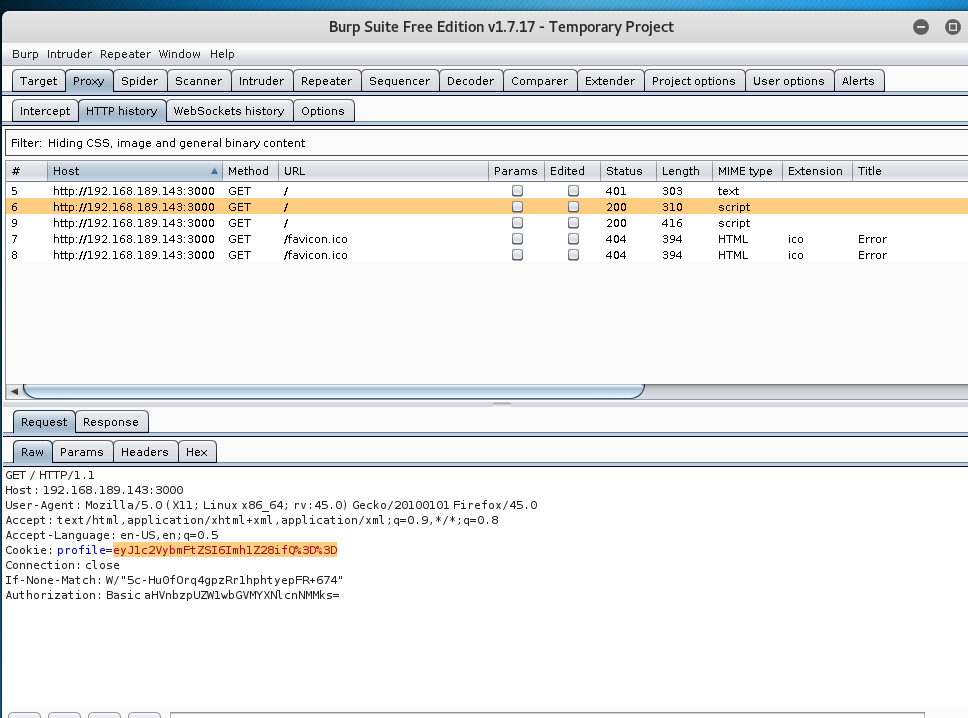 Burp Suite Free Edition v1.7.17 - Temporary Project
Burp Intruder Repeater Window Help
Target Proxy Spider Scanner Intruder Repeater Sequencer Decoder Comparer Extender Project options User options Alerts
Intercept HTTP history WebSockets history Options
Filter: Hiding CSS, image and general binary content
# Host Method URL Params Edited Status Length MIME type Extension Title
5 http://192.168.189.143:3000 GET / 401 303 text
6 http://192.168.189.143:3000 GET / 200 310 script
9 http://192.168.189.143:3000 GET / 200 416 script
7 http://192.168.189.143:3000 GET /favicon.ico 404 394 HTML ico Error
8 http://192.168.189.143:3000 GET /favicon.ico 404 394 HTML ico Error
Request Response
Raw Params Headers Hex
GET / HTTP/1.1
Host: 192.168.189.143:3000
User-Agent: Mozilla/5.0 (X11; Linux x86_64; rv:45.0) Gecko/20100101 Firefox/45.0
Accept: text/html,application/xhtml+xml,application/xml;q=0.9,*/*;q=0.8
Accept-Language: en-US,en;q=0.5
Cookie: profile=eyJ1c2VybmFtZSI6Imh1Z28ifQ%3D%3D
Connection: close
If-None-Match: W/"5c-Hu0fOrq4gpzRr1hphtyepFR+674"
Authorization: Basic aHVnbzpUZW1wbGVMYXNlcnNMMks=